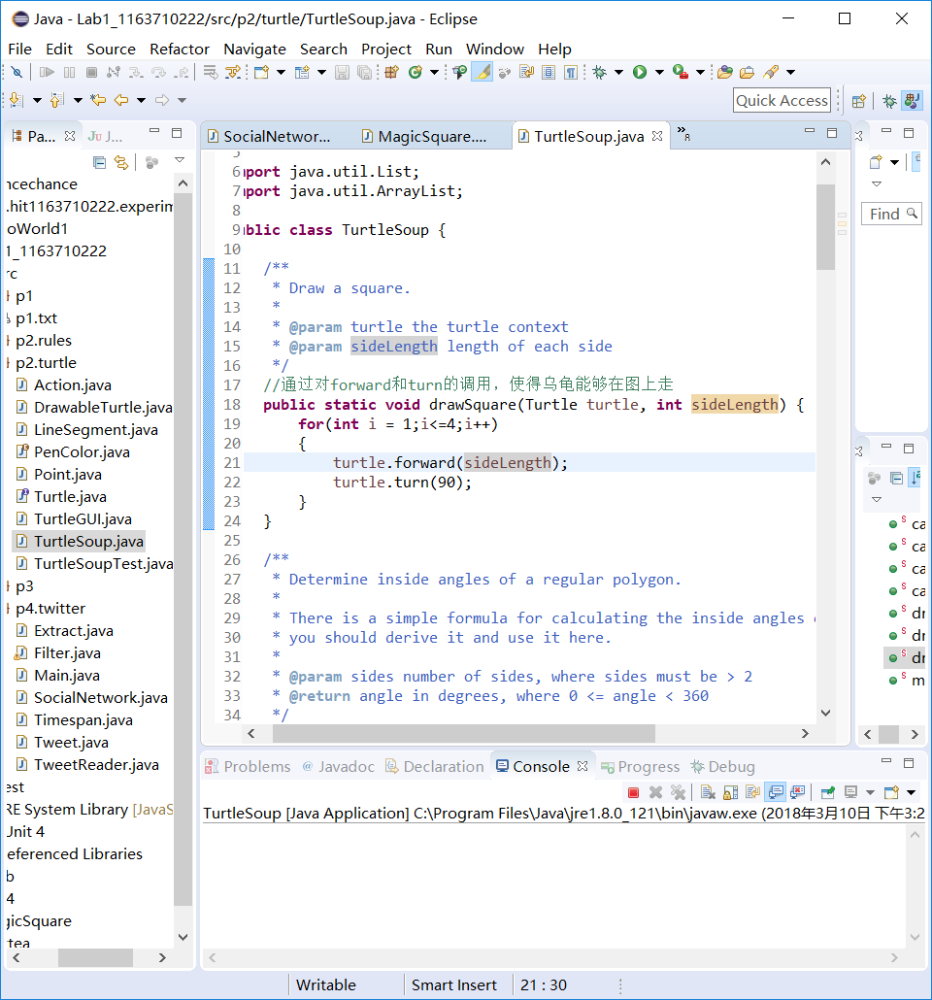 Java - Lab1_1163710222/src/p2/turtle/TurtleSoup.java - Eclipse
File Edit Source Refactor Navigate Search Project Run Window Help
Quick Access
Pa... J...
ncechance
.hit1163710222.experim
oWorld1
1_1163710222
rc
p1
p1.txt
p2.rules
p2.turtle
Action.java
DrawableTurtle.java
LineSegment.java
PenColor.java
Point.java
Turtle.java
TurtleGUI.java
TurtleSoup.java
TurtleSoupTest.java
p3
p4.twitter
Extract.java
Filter.java
Main.java
SocialNetwork.java
Timespan.java
Tweet.java
TweetReader.java
est
RE System Library [JavaS
Unit 4
eferenced Libraries
b
4
gicSquare
rtea
SocialNetwor... MagicSquare.... TurtleSoup.java »8
5
6 port java.util.List;
7 port java.util.ArrayList;
8
9 blic class TurtleSoup {
10
11 /**
12 * Draw a square.
13 *
14 * @param turtle the turtle context
15 * @param sideLength length of each side
16 */
17 //通过对forward和turn的调用，使得乌龟能够在图上走
18 public static void drawSquare(Turtle turtle, int sideLength) {
19 for(int i = 1;i<=4;i++)
20 {
21 turtle.forward(sideLength);
22 turtle.turn(90);
23 }
24 }
25
26 /**
27 * Determine inside angles of a regular polygon.
28 *
29 * There is a simple formula for calculating the inside angles
30 * you should derive it and use it here.
31 *
32 * @param sides number of sides, where sides must be > 2
33 * @return angle in degrees, where 0 <= angle < 360
34 */
Find
ca
ca
ca
ca
dr
dr
dr
m
Problems @ Javadoc Declaration Console Progress Debug
TurtleSoup [Java Application] C:\Program Files\Java\jre1.8.0_121\bin\javaw.exe (2018年3月10日 下午3:2
Writable Smart Insert 21 : 30